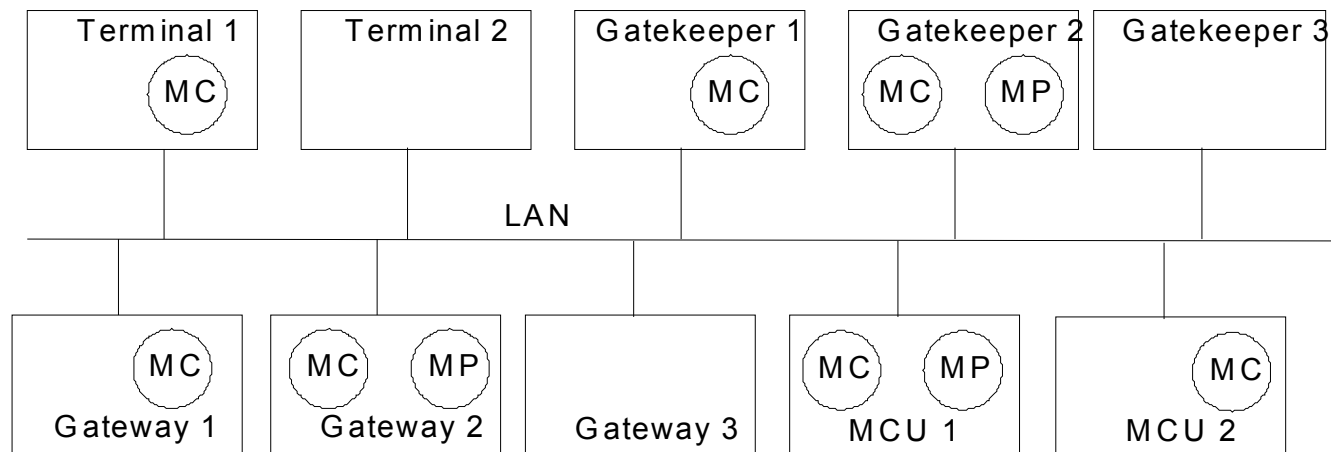 Terminal 1 Terminal 2 Gatekeeper 1 Gatekeeper 2 Gatekeeper 3
MC MC MC MP
LAN
MC MC MP MC MP MC
Gateway 1 Gateway 2 Gateway 3 MCU 1 MCU 2